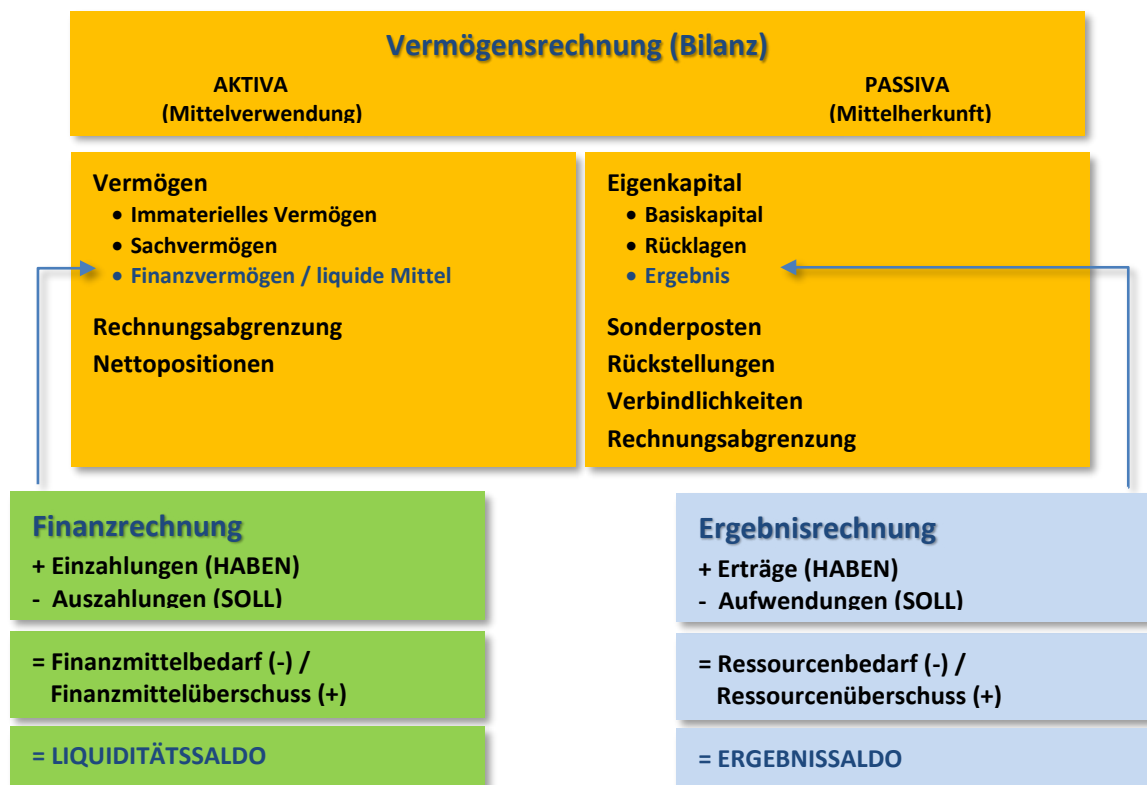 Vermögensrechnung (Bilanz)
AKTIVA
(Mittelverwendung)
PASSIVA
(Mittelherkunft)
Vermögen
• Immaterielles Vermögen
• Sachvermögen
• Finanzvermögen / liquide Mittel
Rechnungsabgrenzung
Nettopositionen
Eigenkapital
• Basiskapital
• Rücklagen
• Ergebnis
Sonderposten
Rückstellungen
Verbindlichkeiten
Rechnungsabgrenzung
Finanzrechnung
+ Einzahlungen (HABEN)
- Auszahlungen (SOLL)
= Finanzmittelbedarf (-) /
Finanzmittelüberschuss (+)
= LIQUIDITÄTSSALDO
Ergebnisrechnung
+ Erträge (HABEN)
- Aufwendungen (SOLL)
= Ressourcenbedarf (-) /
Ressourcenüberschuss (+)
= ERGEBNISSALDO